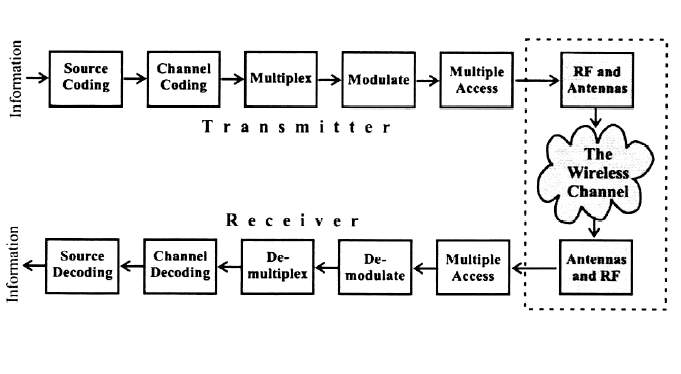 Information
Source
Coding
Channel
Coding
Multiplex
Modulate
Multiple
Access
RF and
Antennas
Transmitter
The
Wireless
Channel
Receiver
Information
Source
Decoding
Channel
Decoding
De-
multiplex
De-
modulate
Multiple
Access
Antennas
and RF